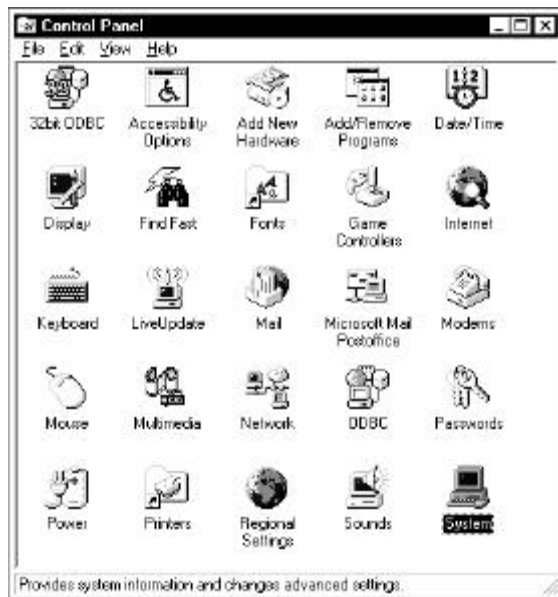 Control Panel
File Edit View Help
32bit ODBC Accessibility Options Add New Hardware Add/Remove Programs Date/Time
Display Find Fast Fonts Game Controllers Internet
Keyboard LiveUpdate Mail Microsoft Mail Postoffice Modems
Mouse Multimedia Network ODBC Passwords
Power Printers Regional Settings Sounds System
Provides system information and changes advanced settings.